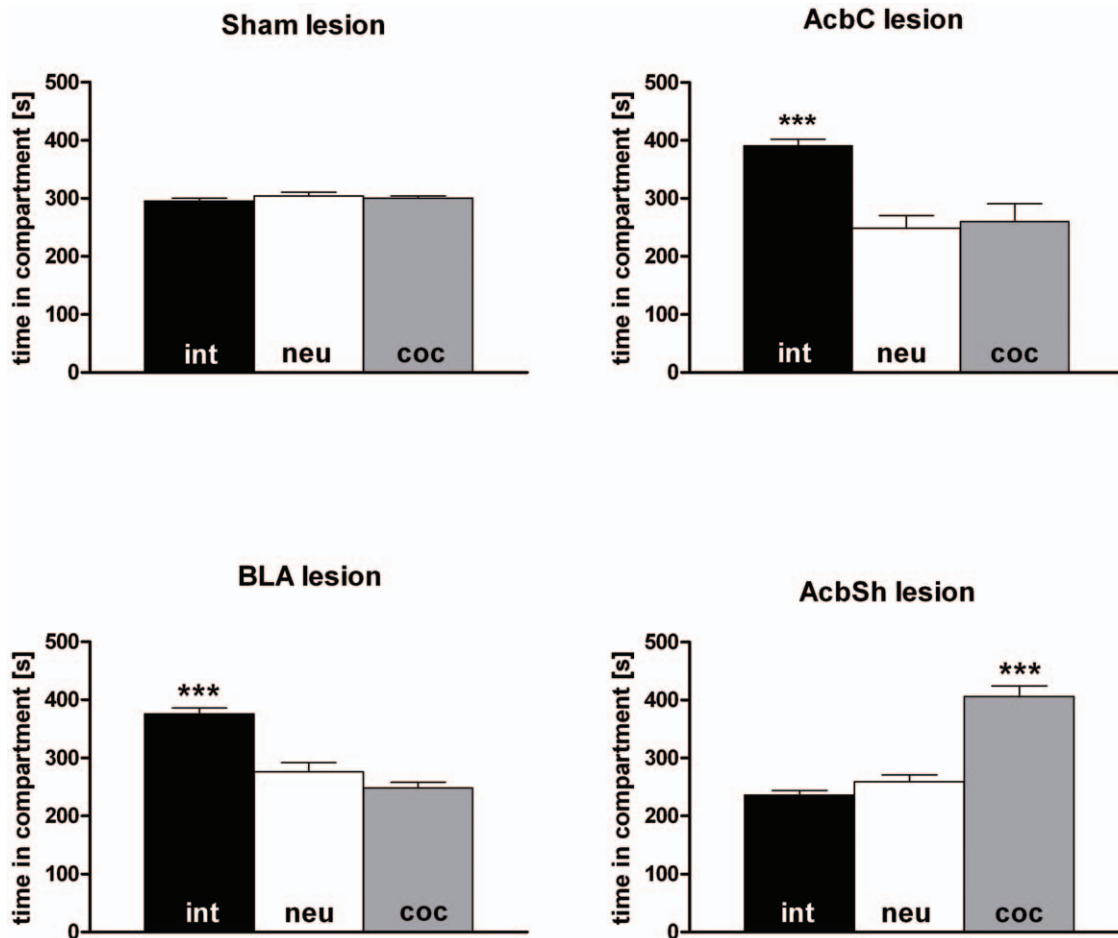 Sham lesion
time in compartment [s]
500
400
300
200
100
0
int
neu
coc
AcbC lesion
time in compartment [s]
500
400
300
200
100
0
***
int
neu
coc
BLA lesion
time in compartment [s]
500
400
300
200
100
0
***
int
neu
coc
AcbSh lesion
time in compartment [s]
500
400
300
200
100
0
***
int
neu
coc